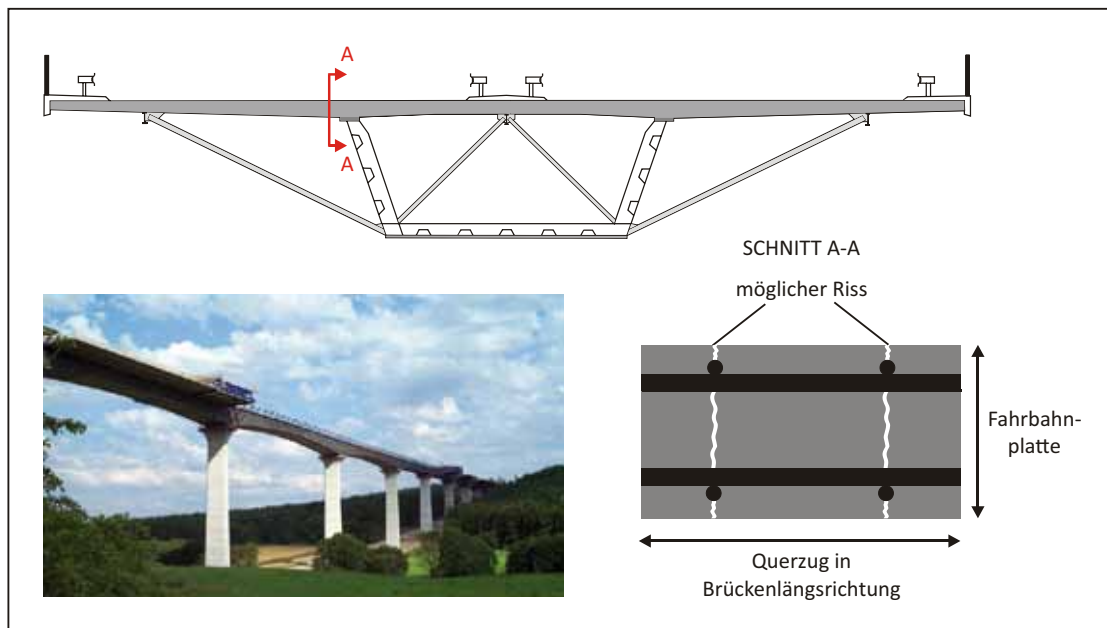 A
A
SCHNITT A-A
möglicher Riss
Fahrbahn-
platte
Querzug in
Brückenlängsrichtung